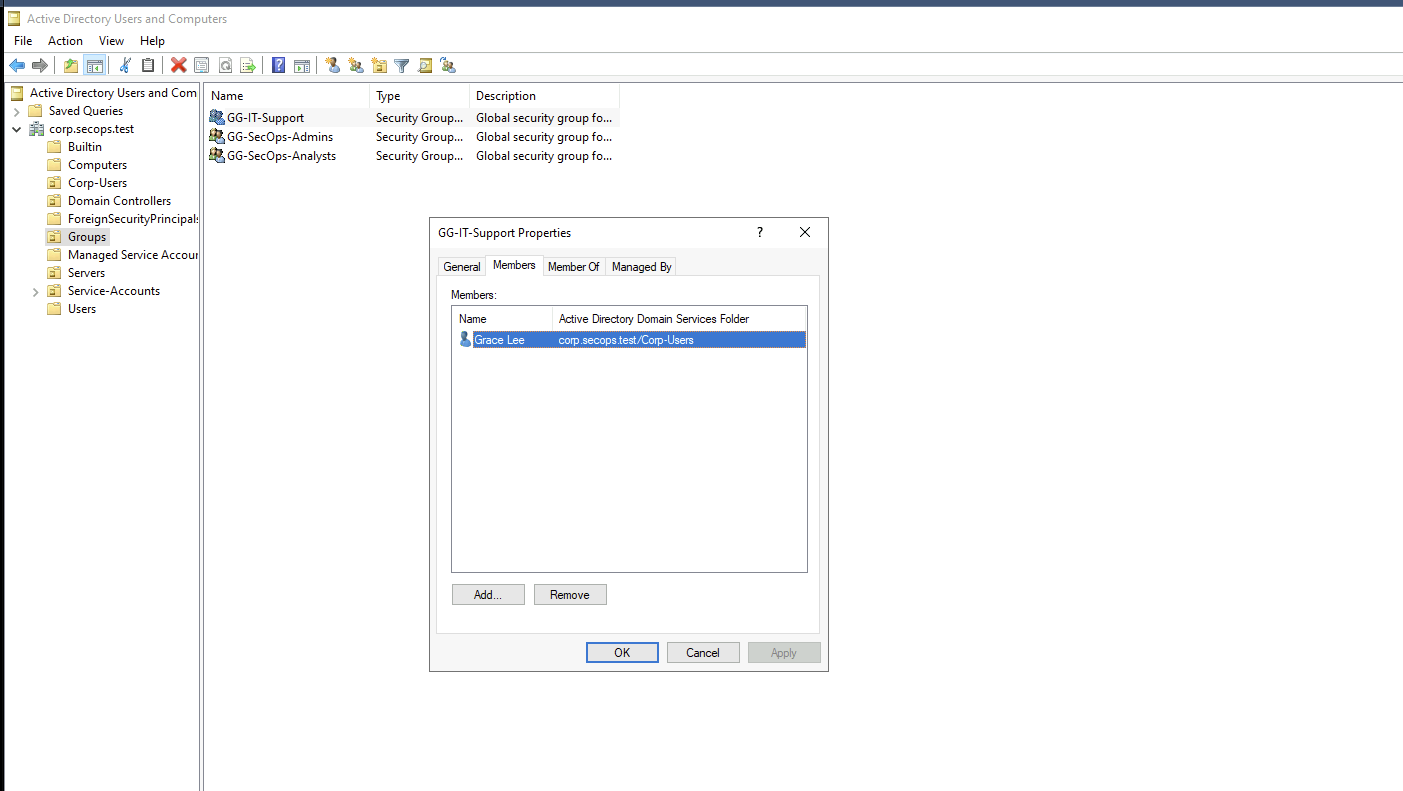 Active Directory Users and Computers
File Action View Help
Active Directory Users and Com
Saved Queries
corp.secops.test
Builtin
Computers
Corp-Users
Domain Controllers
ForeignSecurityPrincipals
Groups
Managed Service Accour
Servers
Service-Accounts
Users
Name Type Description
GG-IT-Support Security Group... Global security group fo...
GG-SecOps-Admins Security Group... Global security group fo...
GG-SecOps-Analysts Security Group... Global security group fo...
GG-IT-Support Properties ?
General Members Member Of Managed By
Members:
Name Active Directory Domain Services Folder
Grace Lee corp.secops.test/Corp-Users
Add... Remove
OK Cancel Apply